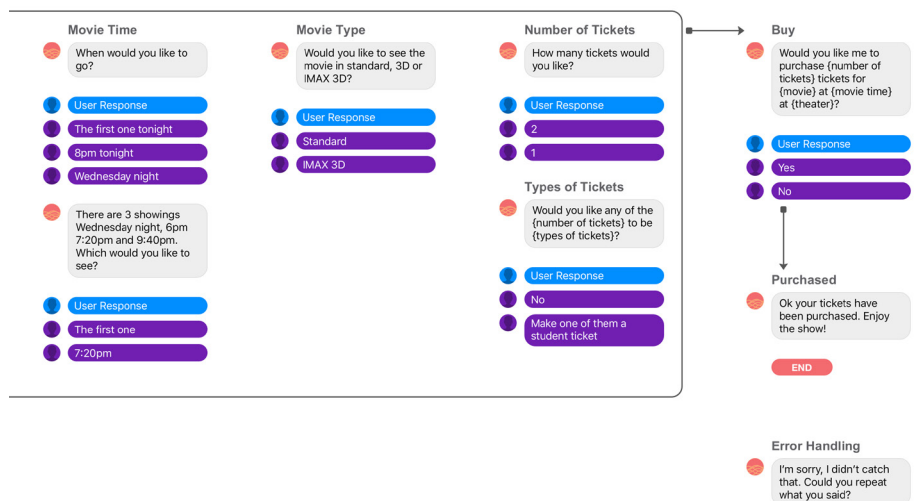 Movie Time
When would you like to
go?
User Response
The first one tonight
8pm tonight
Wednesday night
There are 3 showings
Wednesday night, 6pm
7:20pm and 9:40pm.
Which would you like to
see?
User Response
The first one
7:20pm
Movie Type
Would you like to see the
movie in standard, 3D or
IMAX 3D?
User Response
Standard
IMAX 3D
Number of Tickets
How many tickets would
you like?
User Response
2
1
Types of Tickets
Would you like any of the
{number of tickets} to be
{types of tickets}?
User Response
No
Make one of them a
student ticket
Buy
Would you like me to
purchase {number of
tickets} tickets for
{movie} at {movie time}
at {theater}?
User Response
Yes
No
Purchased
Ok your tickets have
been purchased. Enjoy
the show!
END
Error Handling
I'm sorry, I didn't catch
that. Could you repeat
what you said?